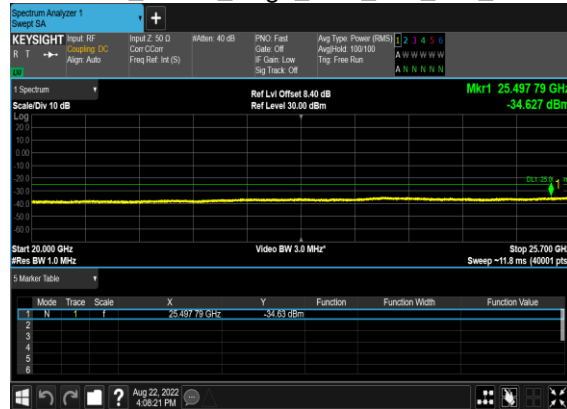 Spectrum Analyzer 1
Swept SA
KEYSIGHT Input: RF Input Z: 50 Ω #Atten: 40 dB PNO: Fast Avg Type: Power (RMS) 1 2 3 4 5 6
R T Coupling: DC Corr CCorr Gate: Off Avg|Hold: 100/100 A W W W W W
Align: Auto Freq Ref: Int (S) IF Gain: Low Trig: Free Run
Sig Track: Off A N N N N N
1 Spectrum Ref Lvl Offset 8.40 dB Mkr1 25.497 79 GHz
Scale/Div 10 dB Ref Level 30.00 dBm -34.627 dBm
Log
20.0
10.0
0.00
-10.0
-20.0
-30.0
-40.0
-50.0
-60.0
1
Start 20.000 GHz Video BW 3.0 MHz* Stop 25.700 GH
#Res BW 1.0 MHz Sweep ~11.8 ms (40001 pts
5 Marker Table
Mode Trace Scale X Y Function Function Width Function Value
1 N 1 f 25.497 79 GHz -34.63 dBm
2
3
4
5
6
? Aug 22, 2022
4:08:21 PM